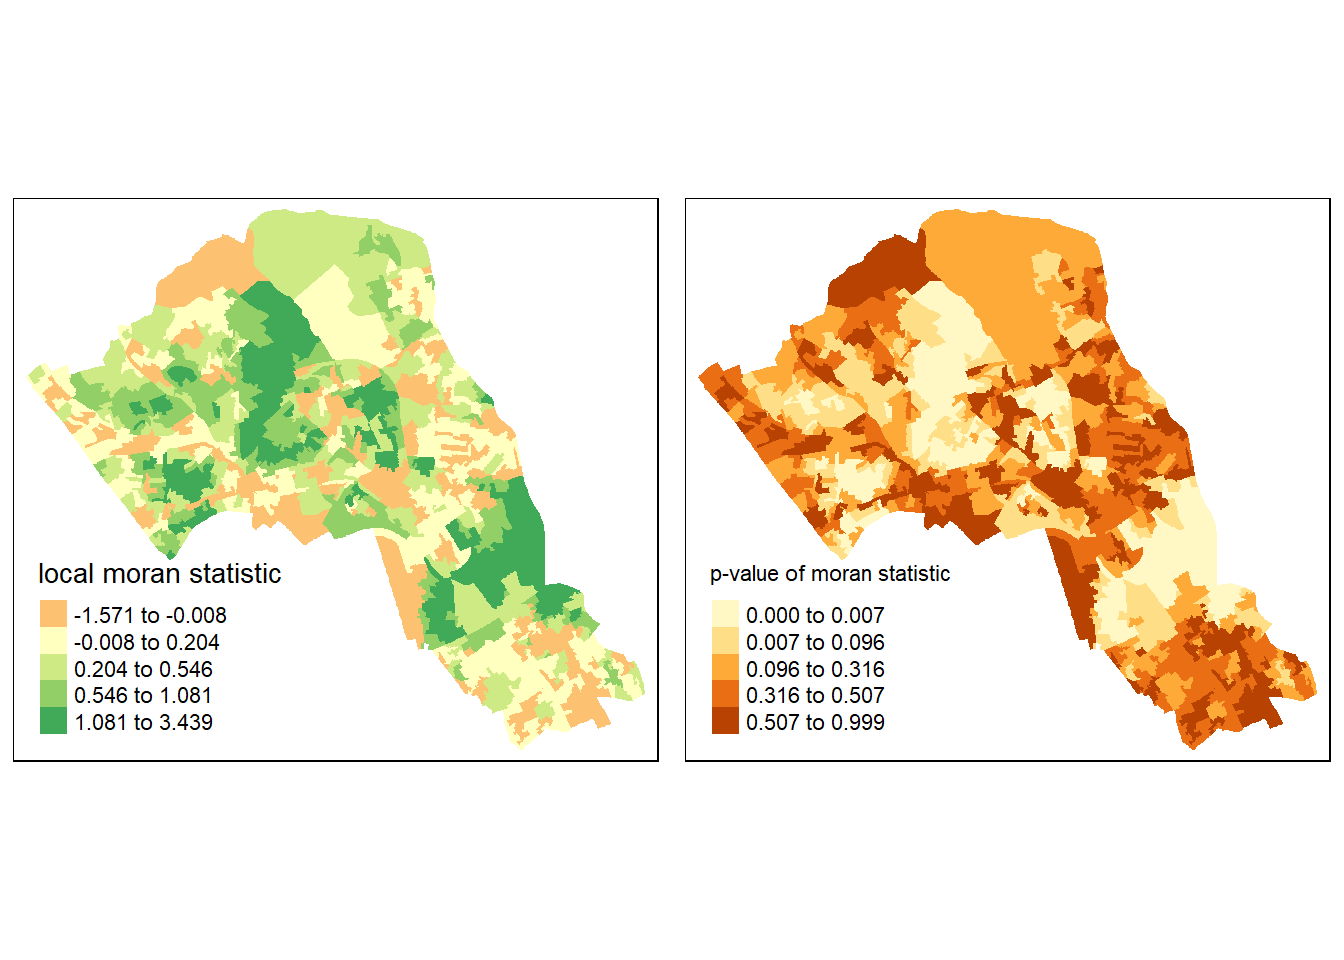 local moran statistic
-1.571 to -0.008
-0.008 to 0.204
0.204 to 0.546
0.546 to 1.081
1.081 to 3.439
p-value of moran statistic
0.000 to 0.007
0.007 to 0.096
0.096 to 0.316
0.316 to 0.507
0.507 to 0.999